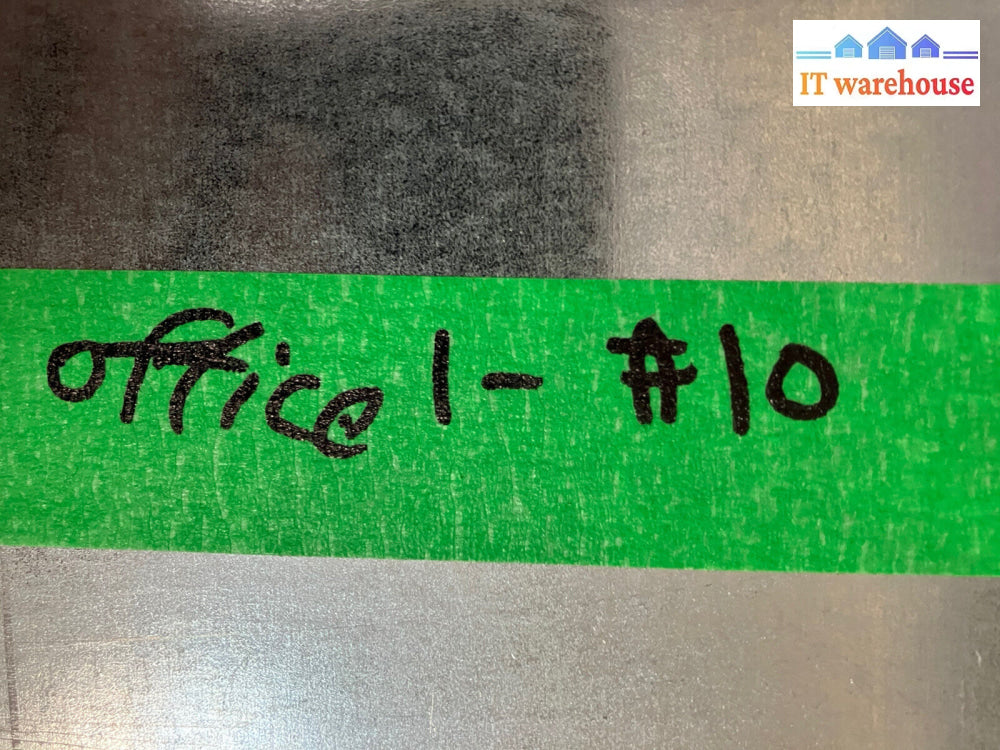 IT warehouse
office 1 - #10